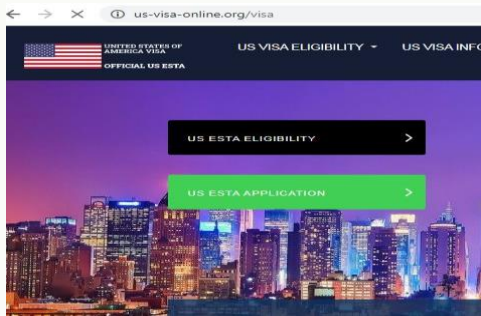 us-visa-online.org/visa
UNITED STATES OF
AMERICA VISA
OFFICIAL US ESTA
US VISA ELIGIBILITY
US VISA INFO
US ESTA ELIGIBILITY
US ESTA APPLICATION